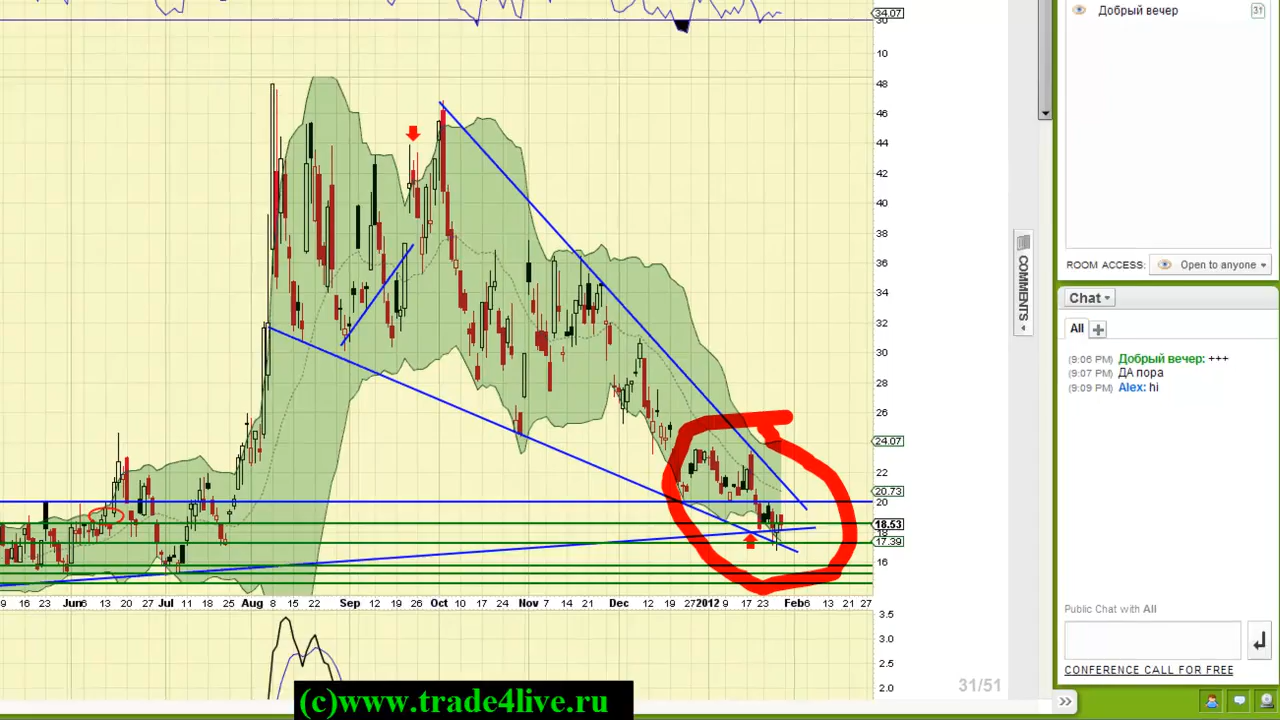 34.07
30
10
48
46
44
42
40
38
36
34
32
30
28
26
24.07
22
20.73
20
18.53
18
17.39
16
9 16 23 Jun 6 13 20 27 Jul 11 18 25 Aug 8 15 22 Sep 12 19 26 Oct 10 17 24 Nov 7 14 21 Dec 12 19 27 2012 9 17 23 Feb 6 13 21 27
3.5
3.0
2.5
2.0
(c)www.trade4live.ru
31/51
COMMENTS
Добрый вечер
31
ROOM ACCESS: Open to anyone
Chat
All
(9:06 PM) Добрый вечер: +++
(9:07 PM) ДА пора
(9:09 PM) Alex: hi
Public Chat with All
CONFERENCE CALL FOR FREE